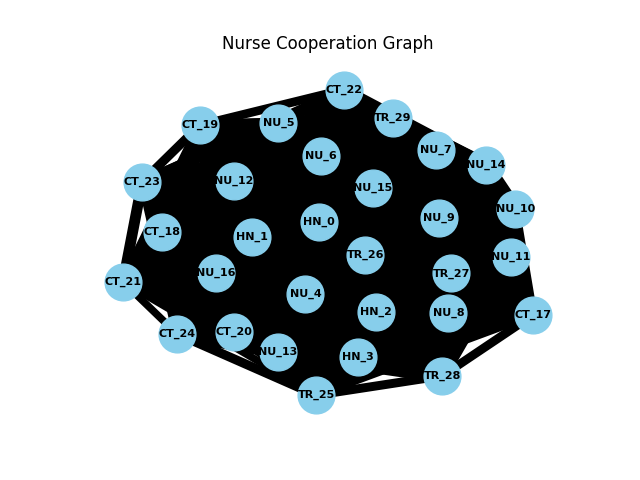 Nurse Cooperation Graph
CT_22
TR_29
CT_19
NU_5
NU_7
NU_6
NU_14
CT_23
NU_12
NU_15
NU_10
CT_18
HN_1
HN_0
NU_9
TR_26
NU_11
NU_16
TR_27
CT_21
NU_4
HN_2
NU_8
CT_17
CT_24
CT_20
NU_13
HN_3
TR_28
TR_25